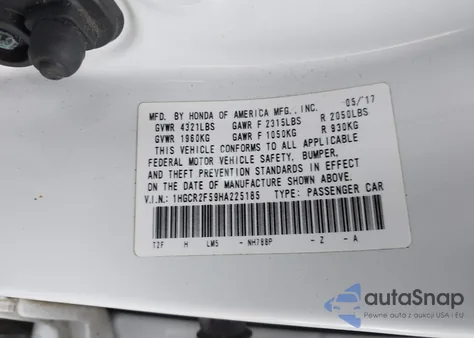 MFD. BY HONDA OF AMERICA MFG., INC. 05/'17
GVWR 4321LBS GAWR F 2315LBS R 2050LBS
GVWR 1960KG GAWR F 1050KG R 930KG
THIS VEHICLE CONFORMS TO ALL APPLICABLE
FEDERAL MOTOR VEHICLE SAFETY, BUMPER,
AND THEFT PREVENTION STANDARDS IN EFFECT
ON THE DATE OF MANUFACTURE SHOWN ABOVE.
V.I.N.: 1HGCR2F59HA225185 TYPE: PASSENGER CAR
T2F H LM5 - NH788P - Z - A
autoSnap
Pewne auta z aukcji USA i EU